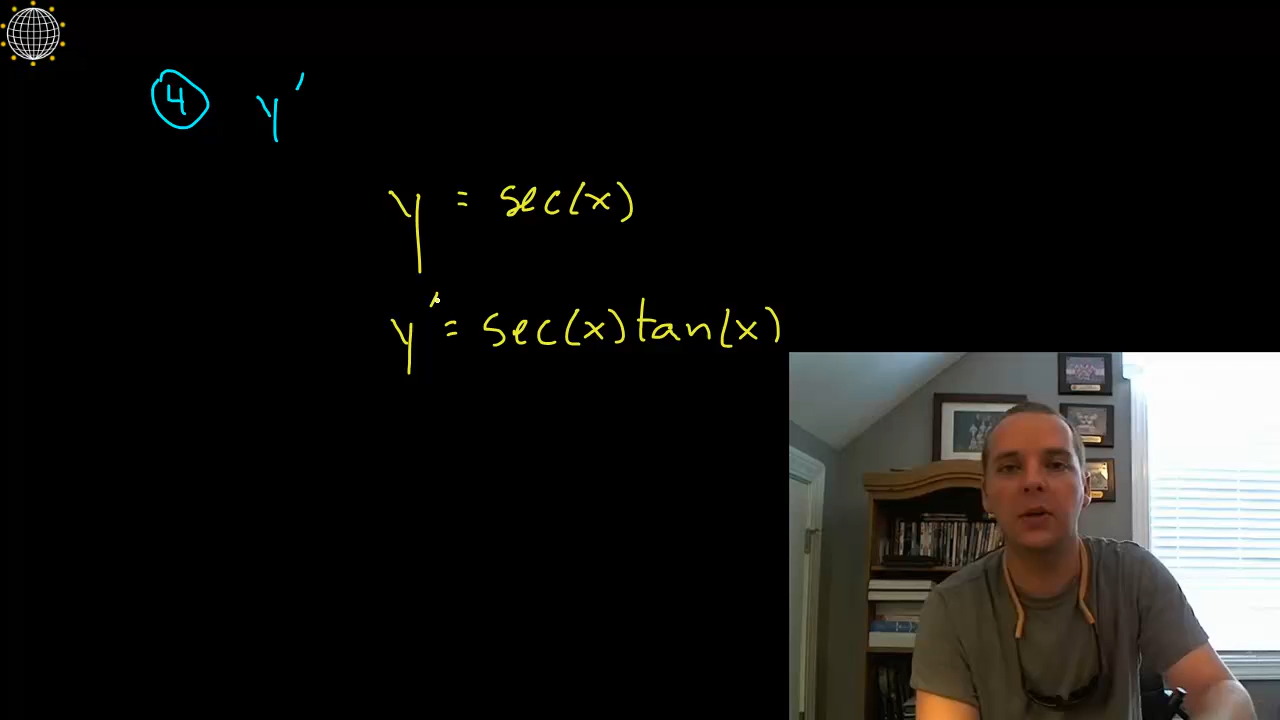 ④ y'
y = sec(x)
y' = sec(x)tan(x)